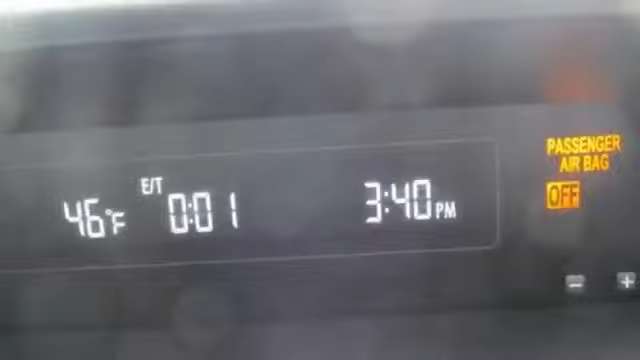 46°F E/T 0:01 3:40 PM
PASSENGER
AIR BAG
OFF
- +